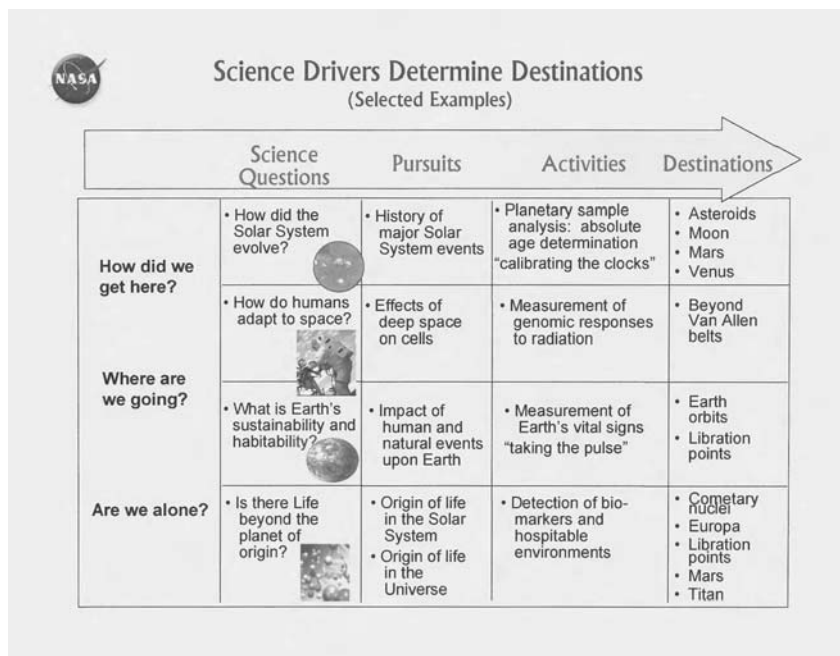 NASA
Science Drivers Determine Destinations
(Selected Examples)
Science
Questions
Pursuits
Activities
Destinations
How did we
get here?
• How did the
Solar System
evolve?
• History of
major Solar
System events
• Planetary sample
analysis: absolute
age determination
“calibrating the clocks”
• Asteroids
• Moon
• Mars
• Venus
• How do humans
adapt to space?
• Effects of
deep space
on cells
• Measurement of
genomic responses
to radiation
• Beyond
Van Allen
belts
Where are
we going?
• What is Earth's
sustainability and
habitability?
• Impact of
human and
natural events
upon Earth
• Measurement of
Earth's vital signs
“taking the pulse”
• Earth
orbits
• Libration
points
Are we alone?
• Is there Life
beyond the
planet of
origin?
• Origin of life
in the Solar
System
• Origin of life
in the
Universe
• Detection of bio-
markers and
hospitable
environments
• Cometary
nuclei
• Europa
• Libration
points
• Mars
• Titan